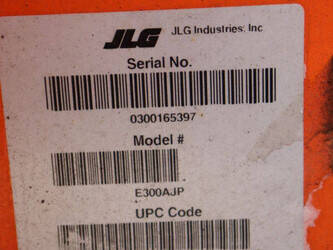 JLG JLG Industries, Inc
Serial No.
0300165397
Model #
E300AJP
UPC Code